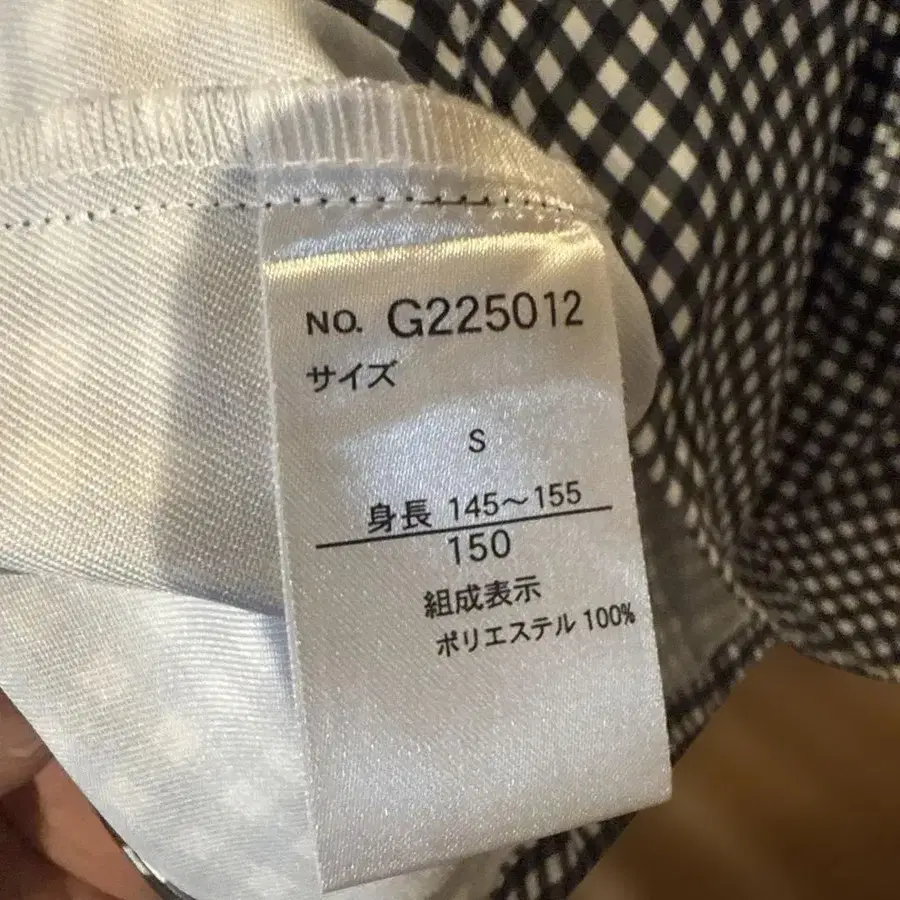 NO. G225012
サイズ
S
身長 145～155
150
組成表示
ポリエステル 100%